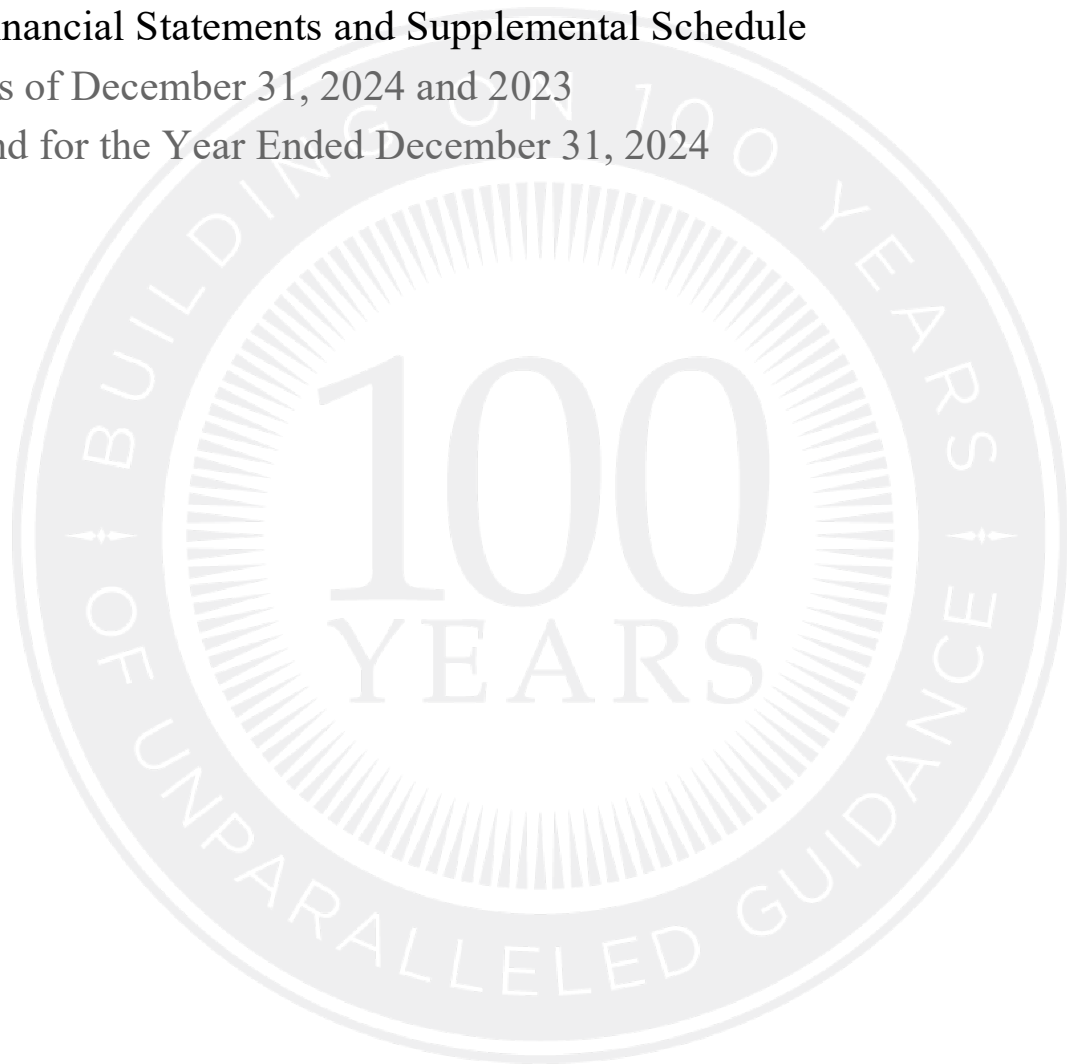 nancial Statements and Supplemental Schedule
s of December 31, 2024 and 2023
nd for the Year Ended December 31, 2024
BUILDING ON 100 YEARS
100
YEARS
OF UNPARALLELED GUIDANCE